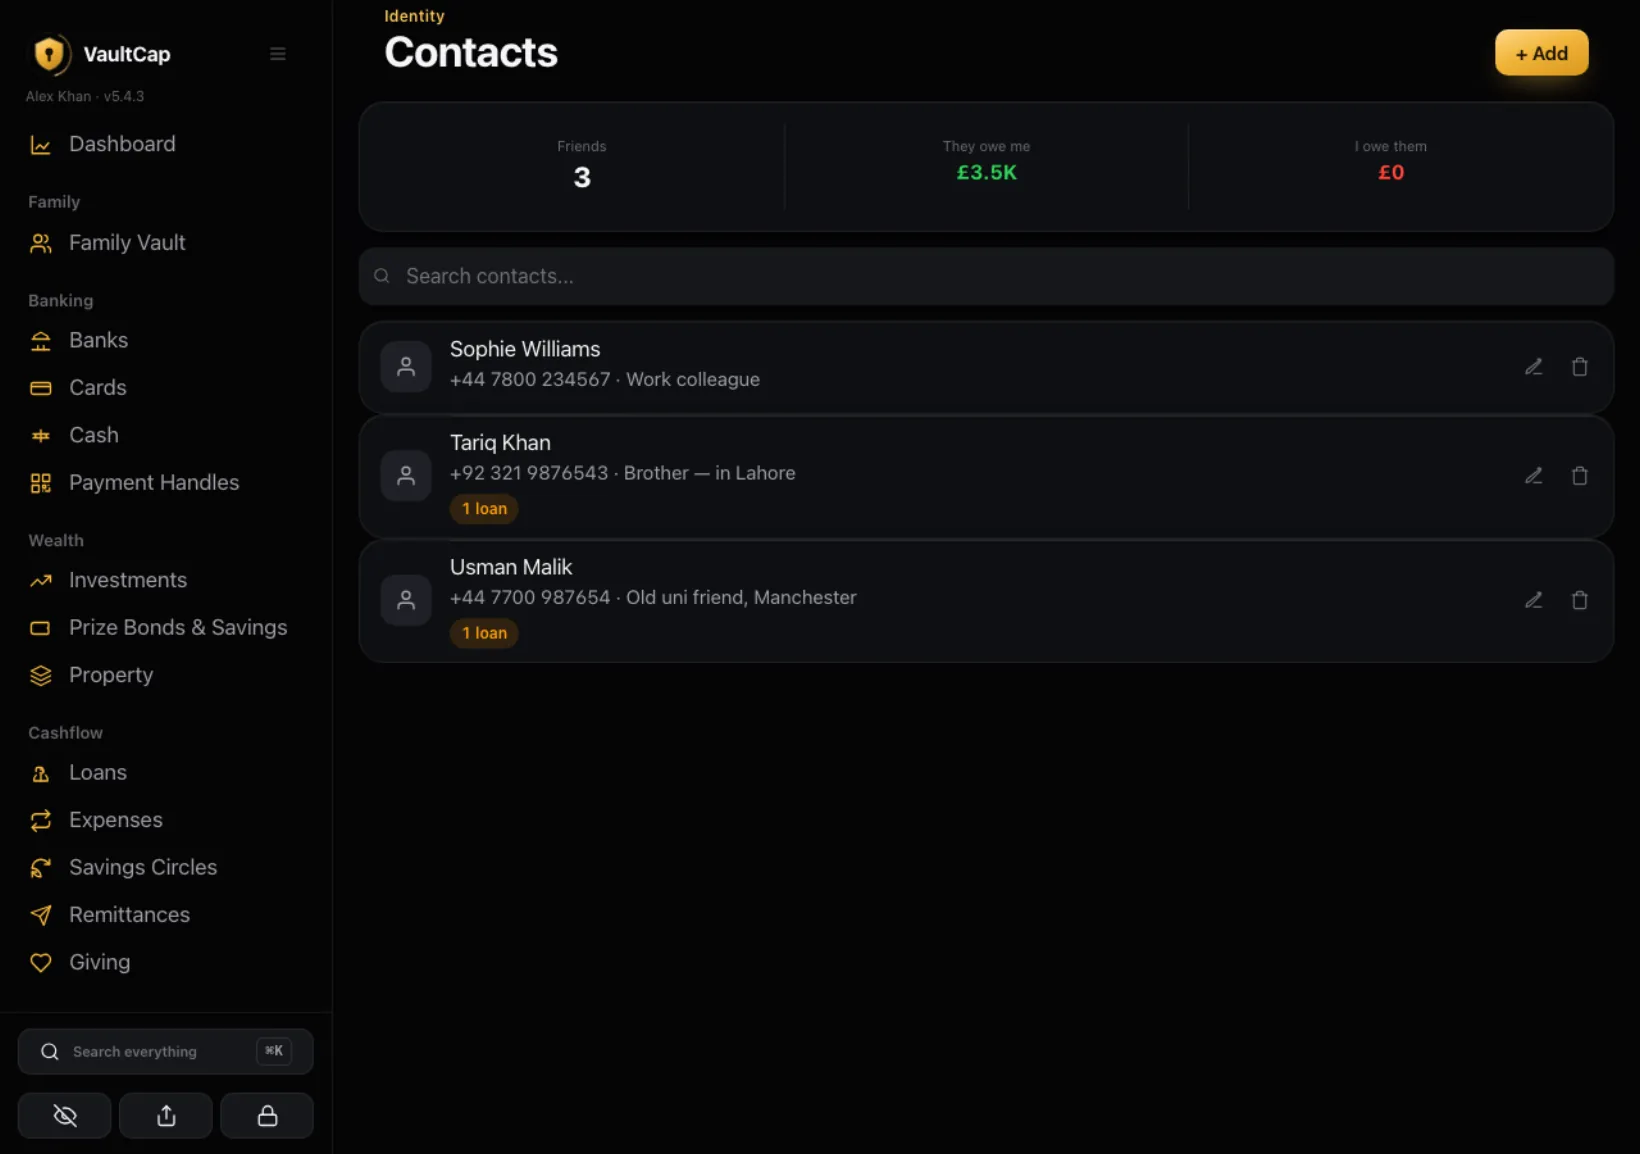 VaultCap
Alex Khan · v5.4.3
Dashboard
Family
Family Vault
Banking
Banks
Cards
Cash
Payment Handles
Wealth
Investments
Prize Bonds & Savings
Property
Cashflow
Loans
Expenses
Savings Circles
Remittances
Giving
Search everything ⌘K
Identity
Contacts
+ Add
Friends
3
They owe me
£3.5K
I owe them
£0
Search contacts...
Sophie Williams
+44 7800 234567 · Work colleague
Tariq Khan
+92 321 9876543 · Brother — in Lahore
1 loan
Usman Malik
+44 7700 987654 · Old uni friend, Manchester
1 loan